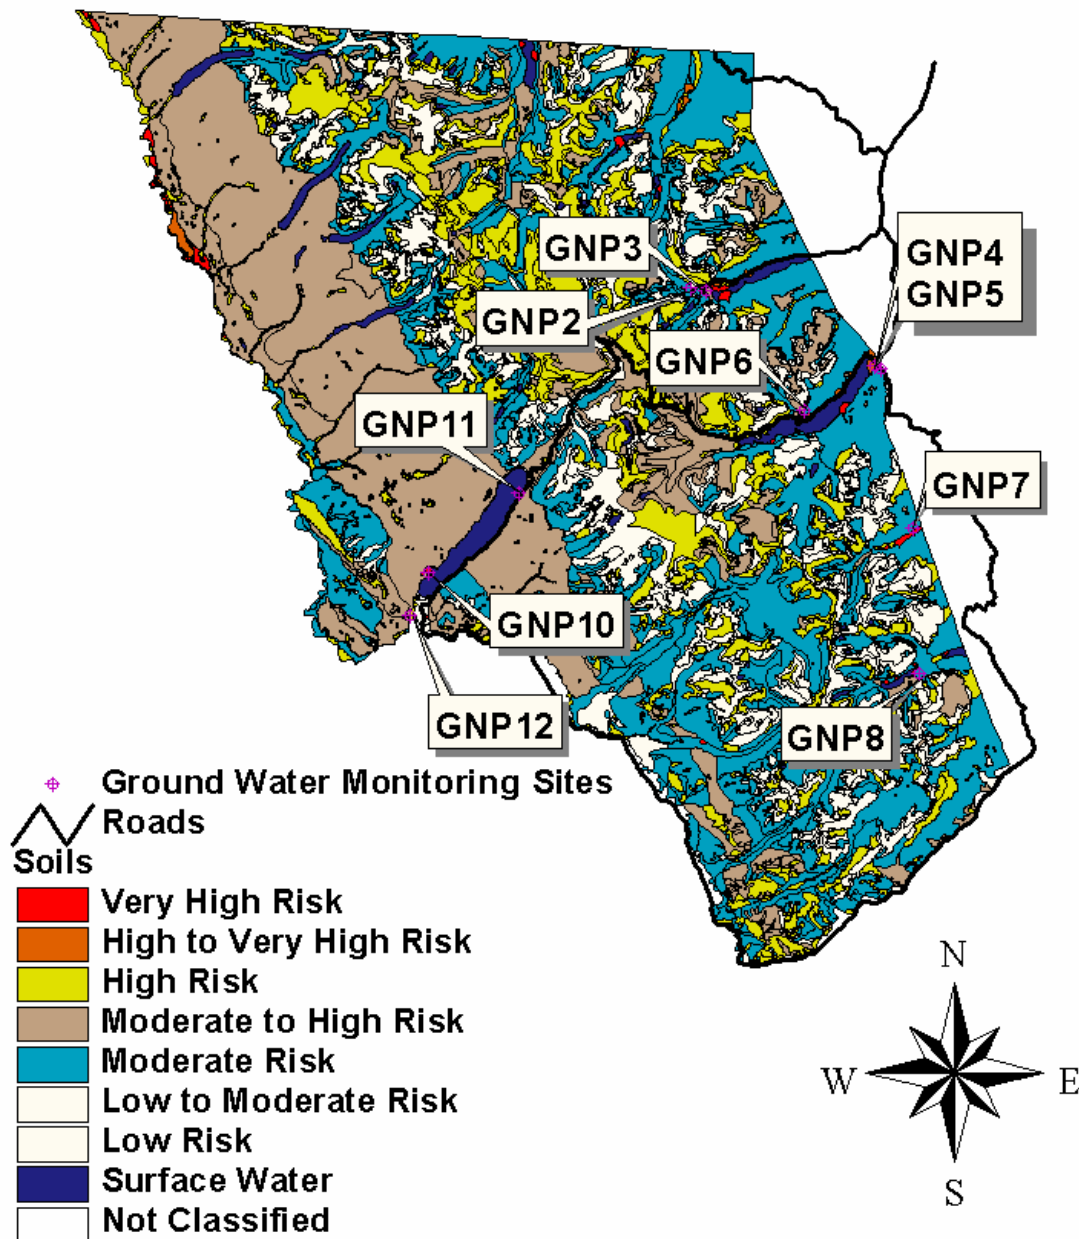 GNP3
GNP4
GNP5
GNP2
GNP6
GNP11
GNP7
GNP10
GNP12
GNP8
Ground Water Monitoring Sites
Roads
Soils
Very High Risk
High to Very High Risk
High Risk
Moderate to High Risk
Moderate Risk
Low to Moderate Risk
Low Risk
Surface Water
Not Classified
N
W
E
S